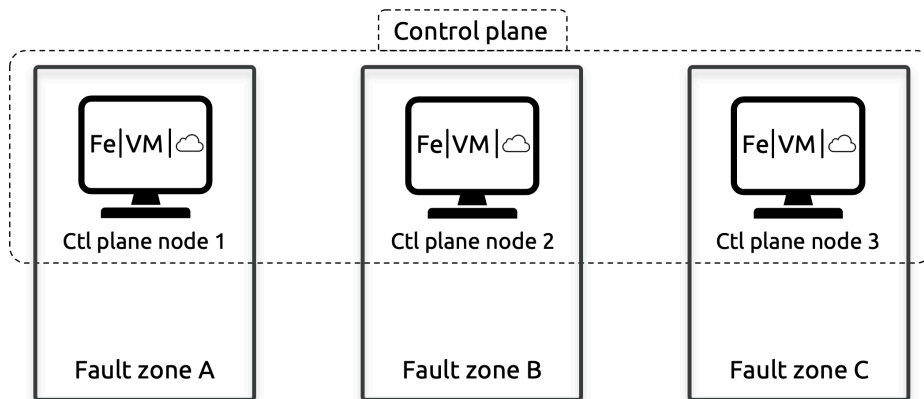 Control plane
Fe|VM|
Fe|VM|
Fe|VM|
Ctl plane node 1
Ctl plane node 2
Ctl plane node 3
Fault zone A
Fault zone B
Fault zone C